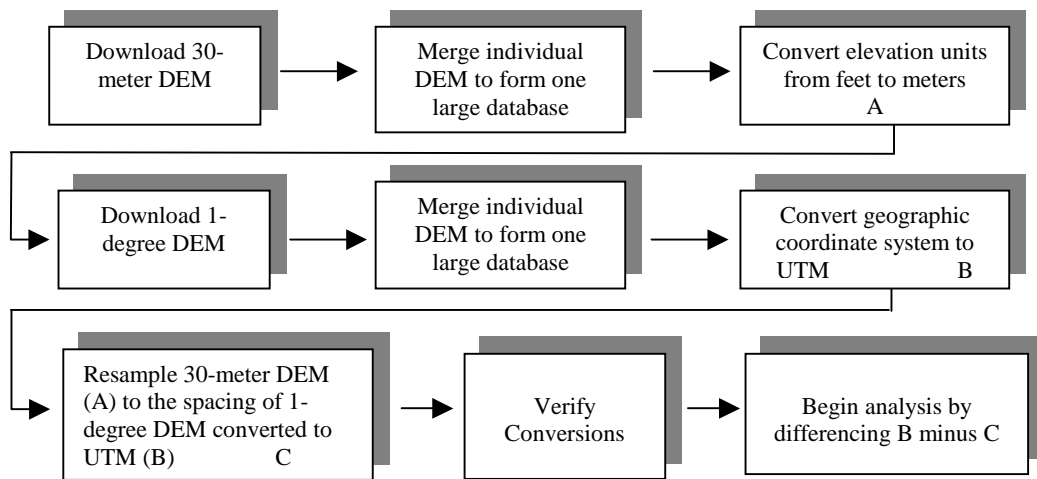 Download 30-
meter DEM
Merge individual
DEM to form one
large database
Convert elevation units
from feet to meters
A
Download 1-
degree DEM
Merge individual
DEM to form one
large database
Convert geographic
coordinate system to
UTM B
Resample 30-meter DEM
(A) to the spacing of 1-
degree DEM converted to
UTM (B) C
Verify
Conversions
Begin analysis by
differencing B minus C